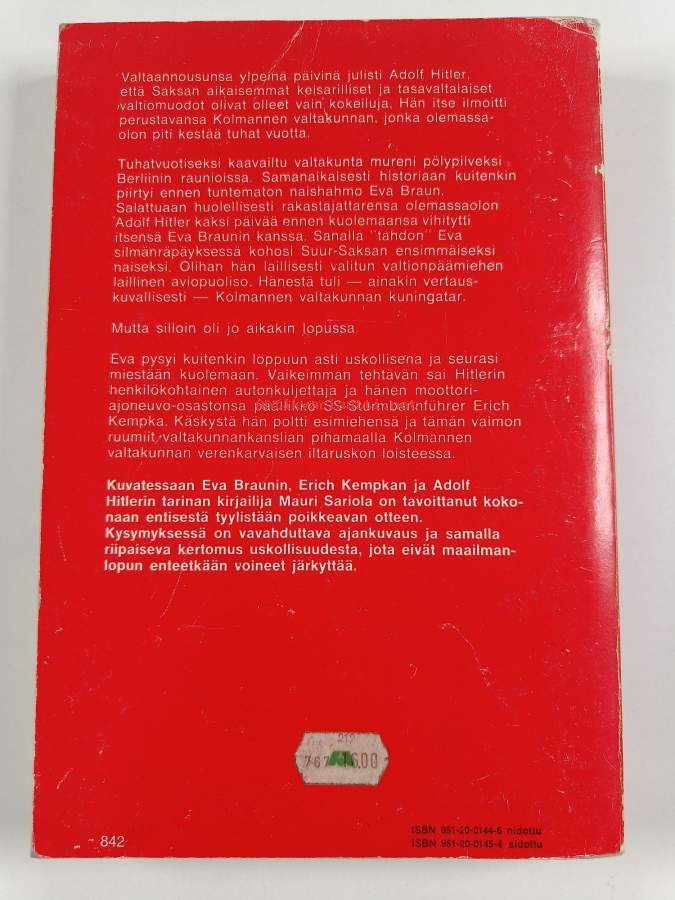 Valtaannousunsa ylpeinä päivinä julisti Adolf Hitler,
että Saksan aikaisemmat keisarilliset ja tasavaltalaiset
valtiomuodot olivat olleet vain kokeiluja. Hän itse ilmoitti
perustavansa Kolmannen valtakunnan, jonka olemassa-
olon piti kestää tuhat vuotta.
Tuhatvuotiseksi kaavailtu valtakunta mureni pölypilveksi
Berliinin raunioissa. Samanaikaisesti historiaan kuitenkin
piirtyi ennen tuntematon naishahmo Eva Braun.
Salattuaan huolellisesti rakastajattarensa olemassaolon
Adolf Hitler kaksi päivää ennen kuolemaansa vihitytti
itsensä Eva Braunin kanssa. Sanalla ”tahdon” Eva
silmänräpäyksessä kohosi Suur-Saksan ensimmäiseksi
naiseksi. Olihan hän laillisesti valitun valtionpäämiehen
laillinen aviopuoliso. Hänestä tuli — ainakin vertaus-
kuvallisesti — Kolmannen valtakunnan kuningatar.
Mutta silloin oli jo aikakin lopussa.
Eva pysyi kuitenkin loppuun asti uskollisena ja seurasi
miestään kuolemaan. Vaikeimman tehtävän sai Hitlerin
henkilökohtainen autonkuljettaja ja hänen moottori-
ajoneuvo-osastonsa päällikkö SS-Sturmbannführer Erich
Kempka. Käskystä hän poltti esimiehensä ja tämän vaimon
ruumiit valtakunnankanslian pihamaalla Kolmannen
valtakunnan verenkarvaisen iltaruskon loisteessa.
Kuvatessaan Eva Braunin, Erich Kempkan ja Adolf
Hitlerin tarinan kirjailija Mauri Sariola on tavoittanut koko-
naan entisestä tyylistään poikkeavan otteen.
Kysymyksessä on vavahduttava ajankuvaus ja samalla
riipaiseva kertomus uskollisuudesta, jota eivät maailman-
lopun enteetkään voineet järkyttää.
212
767 16.00
842
ISBN 951-20-0144-6 nidottu
ISBN 951-20-0145-4 sidottu